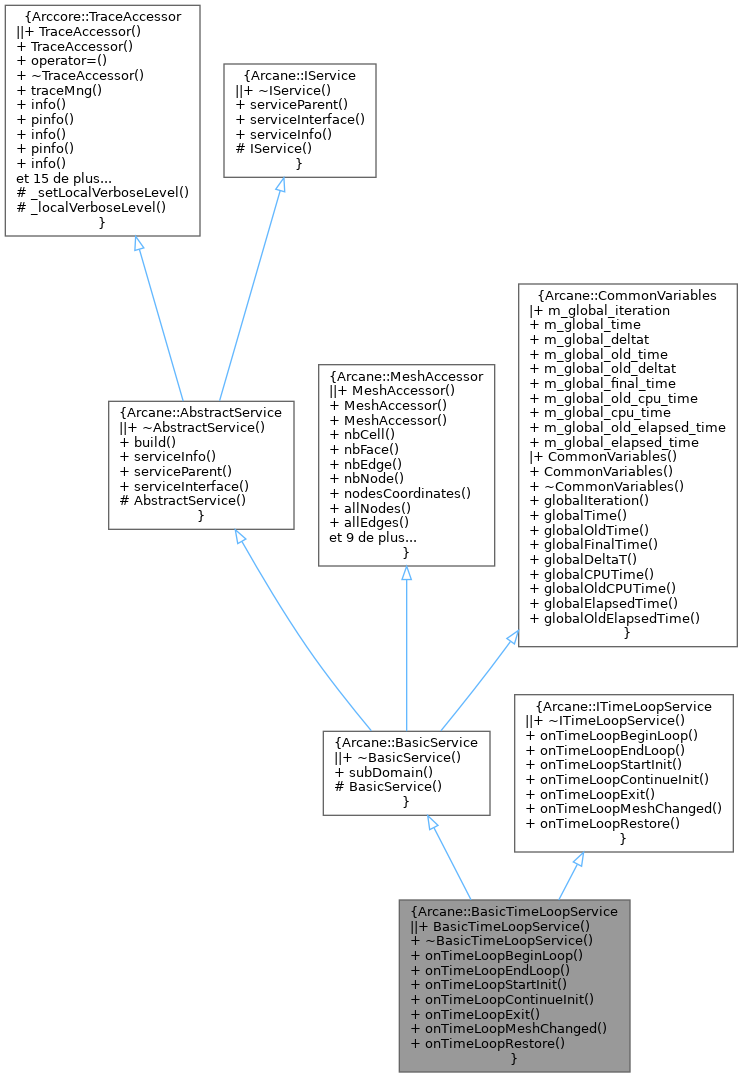 {Arccore::TraceAccessor
||+ TraceAccessor()
+ TraceAccessor()
+ operator=()
+ ~TraceAccessor()
+ traceMng()
+ info()
+ pinfo()
+ info()
+ pinfo()
+ info()
et 15 de plus...
# _setLocalVerboseLevel()
# _localVerboseLevel()
}
{Arcane::IService
||+ ~IService()
+ serviceParent()
+ serviceInterface()
+ serviceInfo()
# IService()
}
{Arcane::CommonVariables
|+ m_global_iteration
+ m_global_time
+ m_global_deltat
+ m_global_old_time
+ m_global_old_deltat
+ m_global_final_time
+ m_global_old_cpu_time
+ m_global_cpu_time
+ m_global_old_elapsed_time
+ m_global_elapsed_time
|+ CommonVariables()
+ CommonVariables()
+ ~CommonVariables()
+ globalIteration()
+ globalTime()
+ globalOldTime()
+ globalFinalTime()
+ globalDeltaT()
+ globalCPUTime()
+ globalOldCPUTime()
+ globalElapsedTime()
+ globalOldElapsedTime()
}
{Arcane::MeshAccessor
||+ MeshAccessor()
+ MeshAccessor()
+ MeshAccessor()
+ nbCell()
+ nbFace()
+ nbEdge()
+ nbNode()
+ nodesCoordinates()
+ allNodes()
+ allEdges()
et 9 de plus...
}
{Arcane::AbstractService
||+ ~AbstractService()
+ build()
+ serviceInfo()
+ serviceParent()
+ serviceInterface()
# AbstractService()
}
{Arcane::BasicService
||+ ~BasicService()
+ subDomain()
# BasicService()
}
{Arcane::ITimeLoopService
||+ ~ITimeLoopService()
+ onTimeLoopBeginLoop()
+ onTimeLoopEndLoop()
+ onTimeLoopStartInit()
+ onTimeLoopContinueInit()
+ onTimeLoopExit()
+ onTimeLoopMeshChanged()
+ onTimeLoopRestore()
}
{Arcane::BasicTimeLoopService
||+ BasicTimeLoopService()
+ ~BasicTimeLoopService()
+ onTimeLoopBeginLoop()
+ onTimeLoopEndLoop()
+ onTimeLoopStartInit()
+ onTimeLoopContinueInit()
+ onTimeLoopExit()
+ onTimeLoopMeshChanged()
+ onTimeLoopRestore()
}